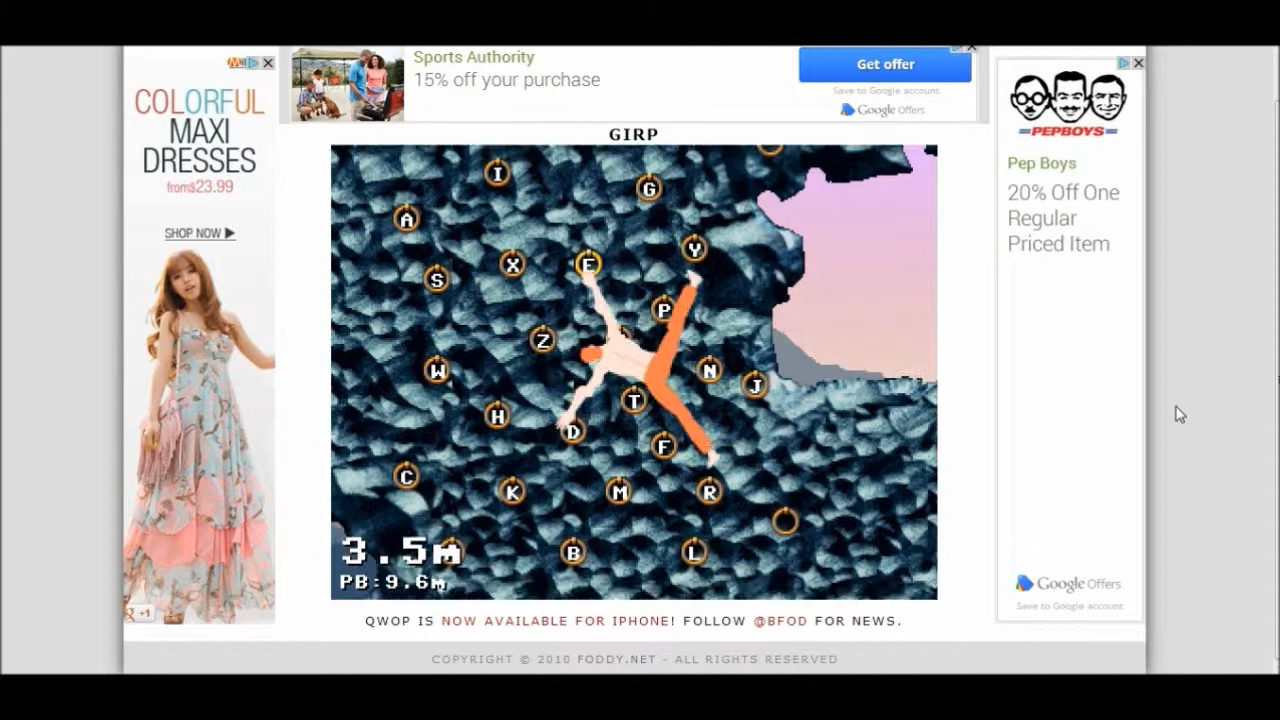 COLORFUL
MAXI
DRESSES
from $23.99
SHOP NOW
g +1
Sports Authority
15% off your purchase
Get offer
Save to Google account
Google Offers
GIRP
I
G
A
Y
X
E
S
P
Z
W
N
J
T
H
D
F
C
K
M
R
B
L
3.5m
PB:9.6m
QWOP IS NOW AVAILABLE FOR IPHONE! FOLLOW @BFOD FOR NEWS.
COPYRIGHT © 2010 FODDY.NET - ALL RIGHTS RESERVED
PEPBOYS
Pep Boys
20% Off One
Regular
Priced Item
Google Offers
Save to Google account